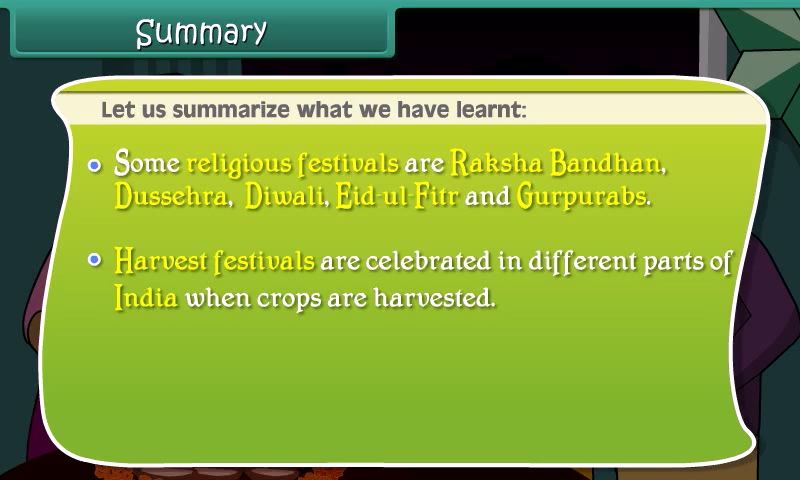 Summary
Let us summarize what we have learnt:
Some religious festivals are Raksha Bandhan,
Dussehra, Diwali, Eid-ul-Fitr and Gurpurabs.
Harvest festivals are celebrated in different parts of
India when crops are harvested.